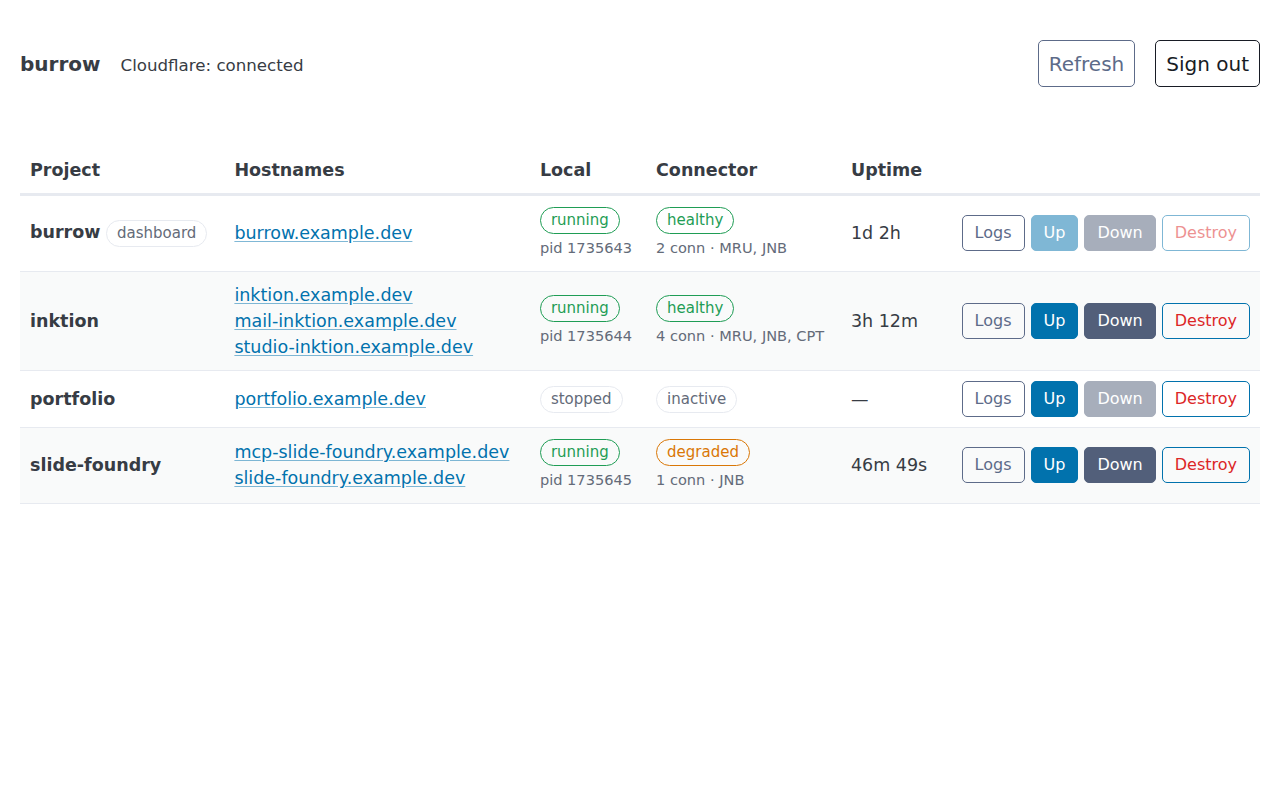 burrow Cloudflare: connected Refresh Sign out
Project Hostnames Local Connector Uptime
burrow dashboard burrow.example.dev running healthy 1d 2h Logs Up Down Destroy
pid 1735643 2 conn · MRU, JNB
inktion.example.dev
inktion mail-inktion.example.dev running healthy 3h 12m Logs Up Down Destroy
studio-inktion.example.dev pid 1735644 4 conn · MRU, JNB, CPT
portfolio portfolio.example.dev stopped inactive — Logs Up Down Destroy
slide-foundry mcp-slide-foundry.example.dev running degraded 46m 49s Logs Up Down Destroy
slide-foundry.example.dev pid 1735645 1 conn · JNB